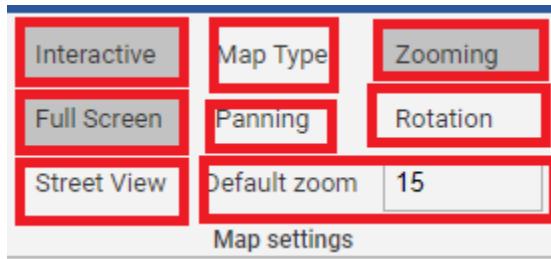 Interactive Map Type Zooming
Full Screen Panning Rotation
Street View Default zoom 15
Map settings